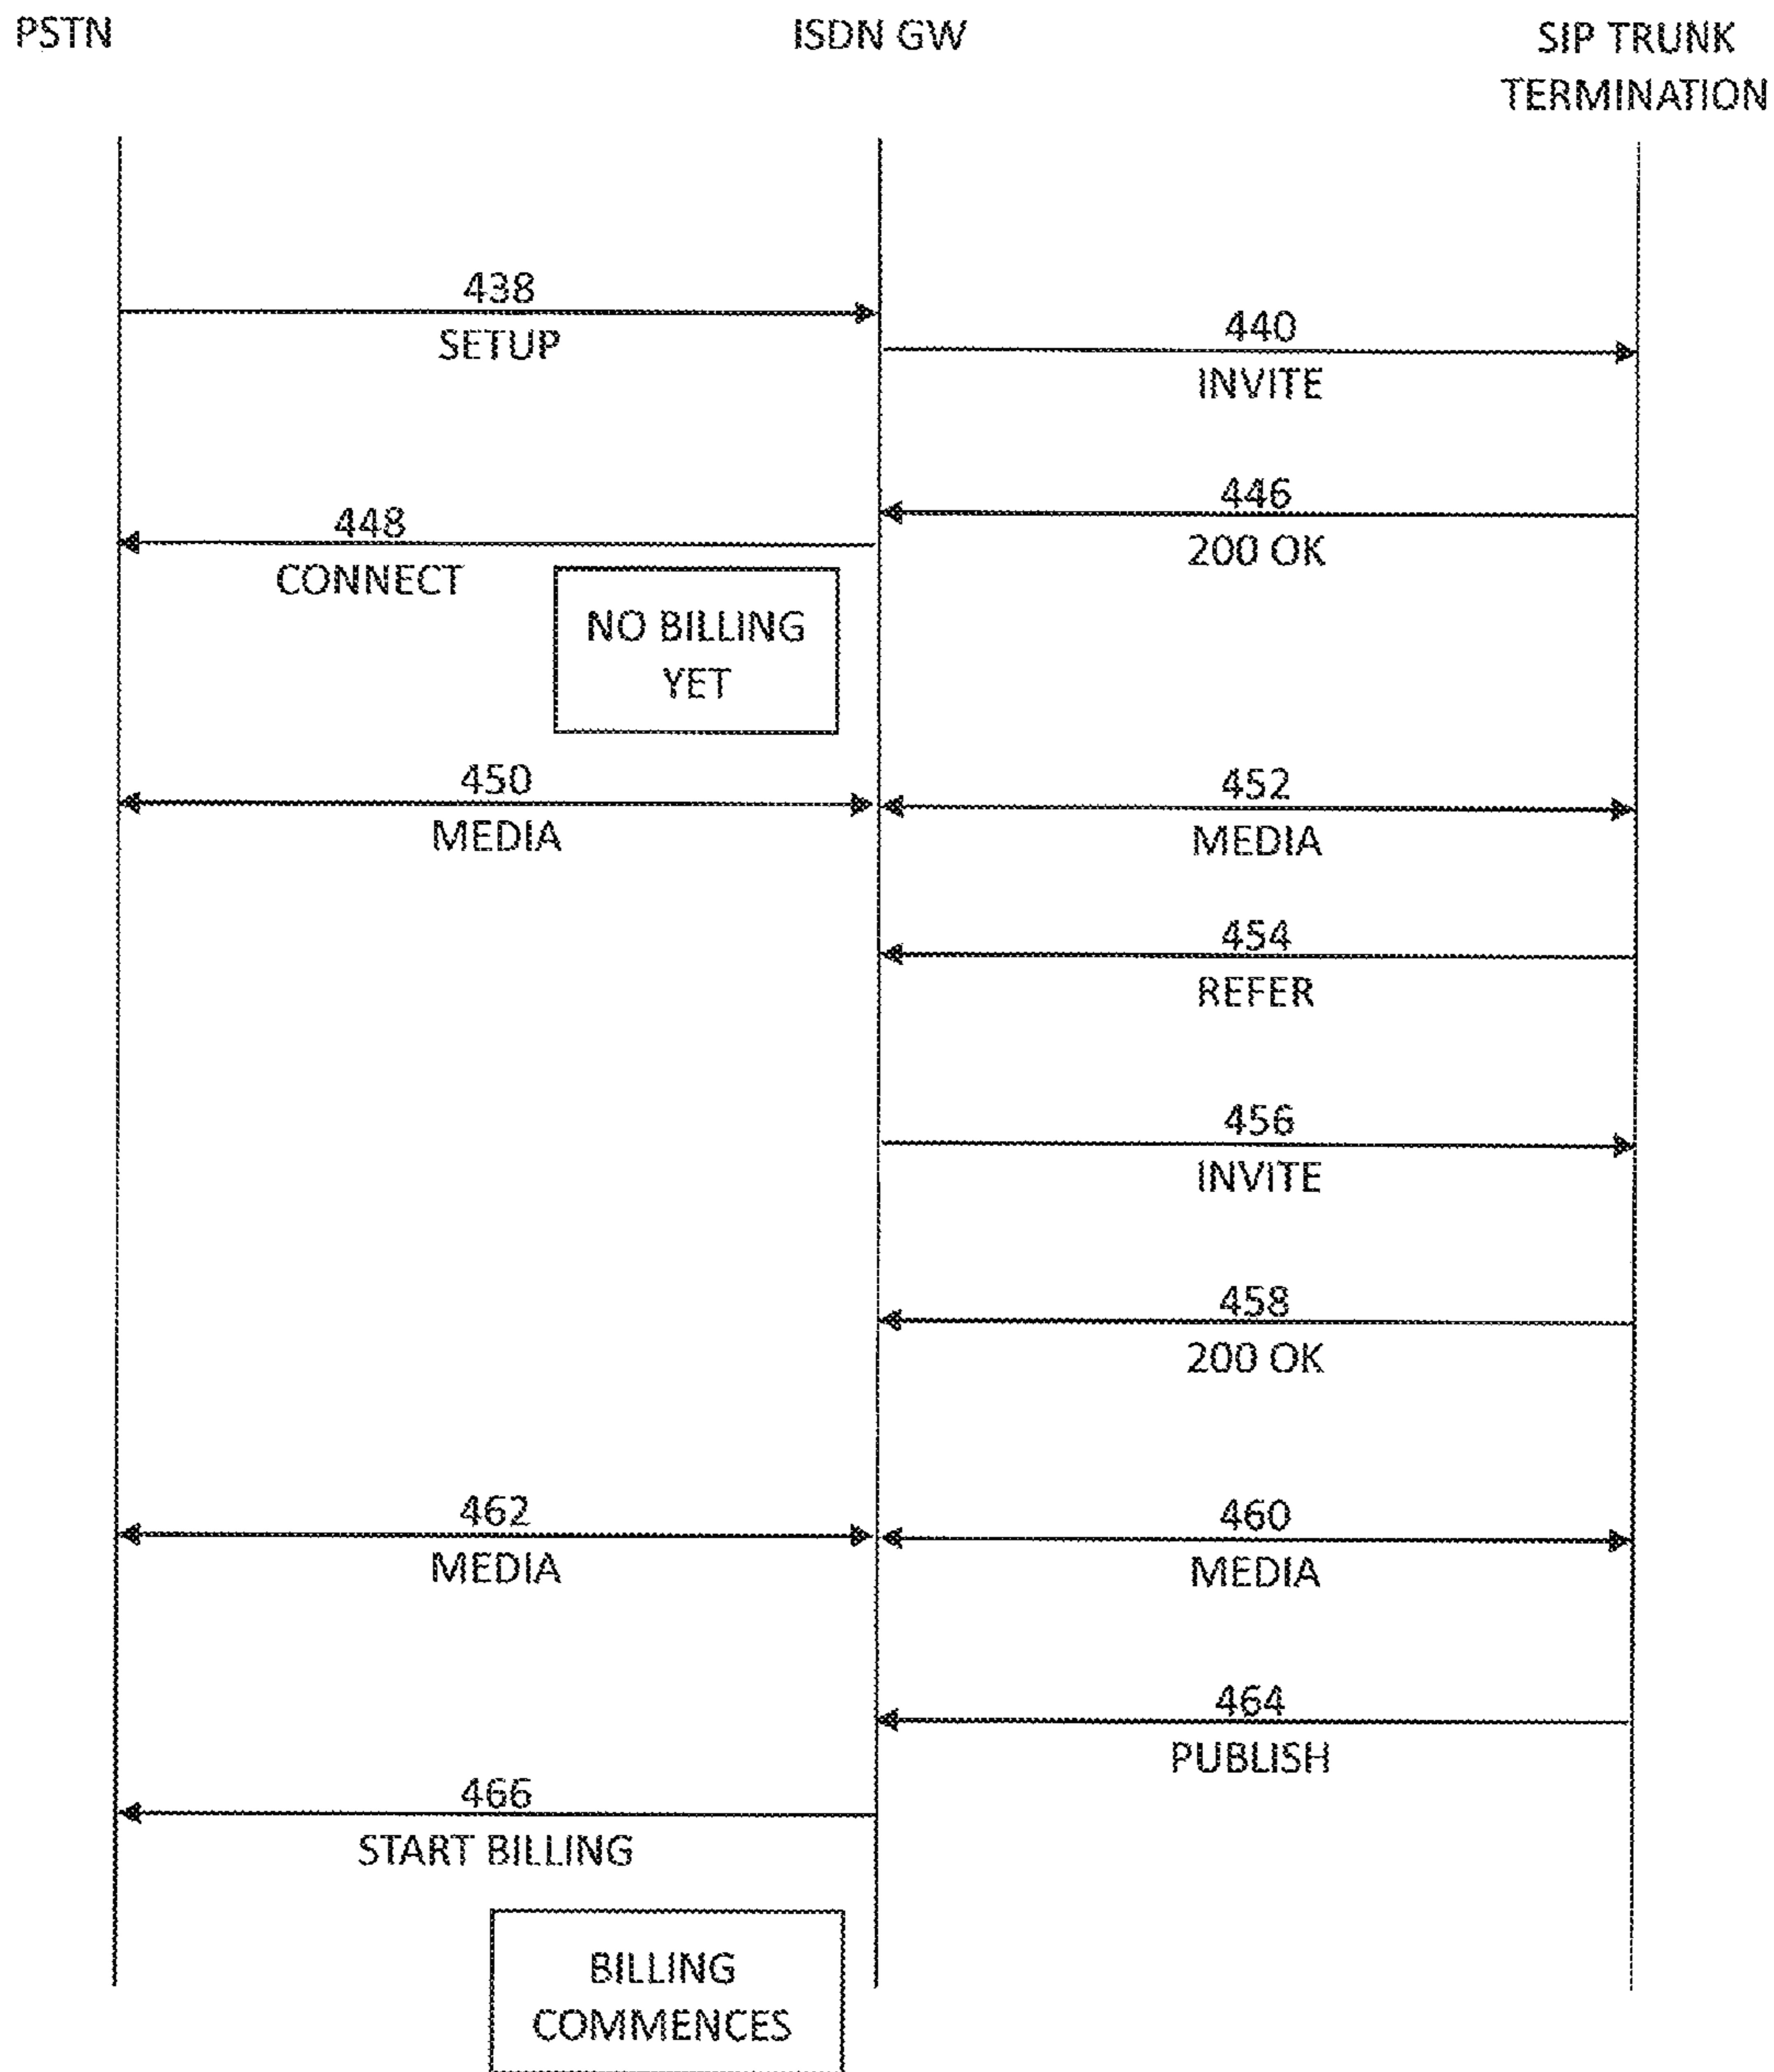 PSTN
ISDN GW
SIP TRUNK
TERMINATION
438
SETUP
440
INVITE
446
200 OK
448
CONNECT
NO BILLING
YET
450
MEDIA
452
MEDIA
454
REFER
456
INVITE
458
200 OK
462
MEDIA
460
MEDIA
464
PUBLISH
466
START BILLING
BILLING
COMMENCES